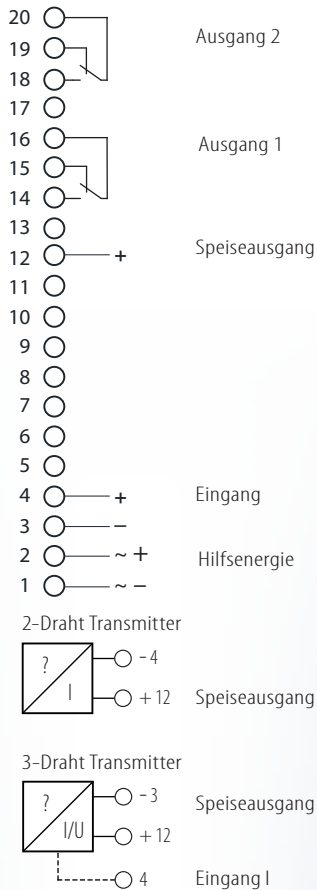 20
19 Ausgang 2
18
17
16
15 Ausgang 1
14
13
12 + Speiseausgang
11
10
9
8
7
6
5
4 + Eingang
3 −
2 ~ + Hilfsenergie
1 ~ −
2-Draht Transmitter
? - 4
I + 12 Speiseausgang
3-Draht Transmitter
? - 3 Speiseausgang
I/U + 12
4 Eingang I